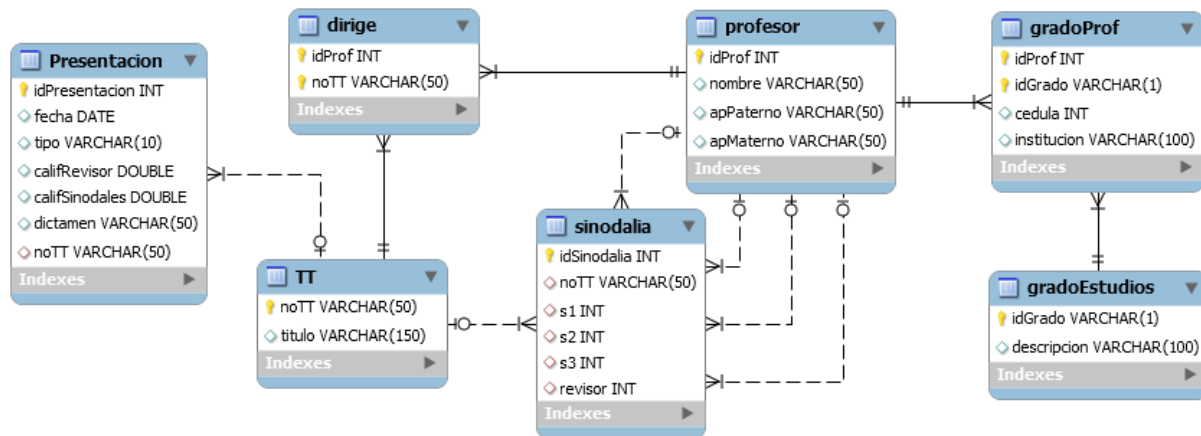 Presentacion
idPresentacion INT
fecha DATE
tipo VARCHAR(10)
califRevisor DOUBLE
califSinodales DOUBLE
dictamen VARCHAR(50)
noTT VARCHAR(50)
Indexes
dirige
idProf INT
noTT VARCHAR(50)
Indexes
TT
noTT VARCHAR(50)
titulo VARCHAR(150)
Indexes
profesor
idProf INT
nombre VARCHAR(50)
apPaterno VARCHAR(50)
apMaterno VARCHAR(50)
Indexes
sinodalia
idSinodalia INT
noTT VARCHAR(50)
s1 INT
s2 INT
s3 INT
revisor INT
Indexes
gradoProf
idProf INT
idGrado VARCHAR(1)
cedula INT
institucion VARCHAR(100)
Indexes
gradoEstudios
idGrado VARCHAR(1)
descripcion VARCHAR(100)
Indexes